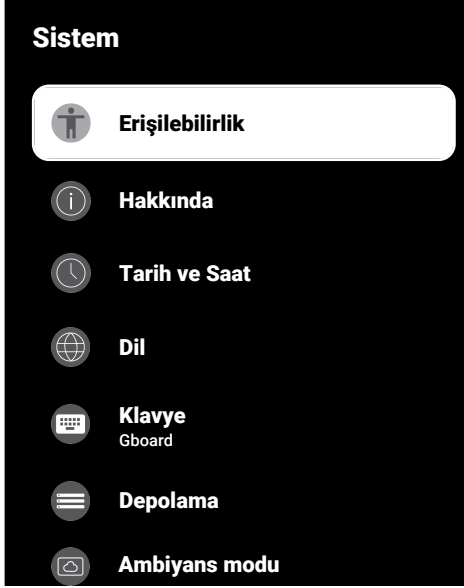 Sistem
Erişilebilirlik
Hakkında
Tarih ve Saat
Dil
Klavye
Gboard
Depolama
Ambiyans modu